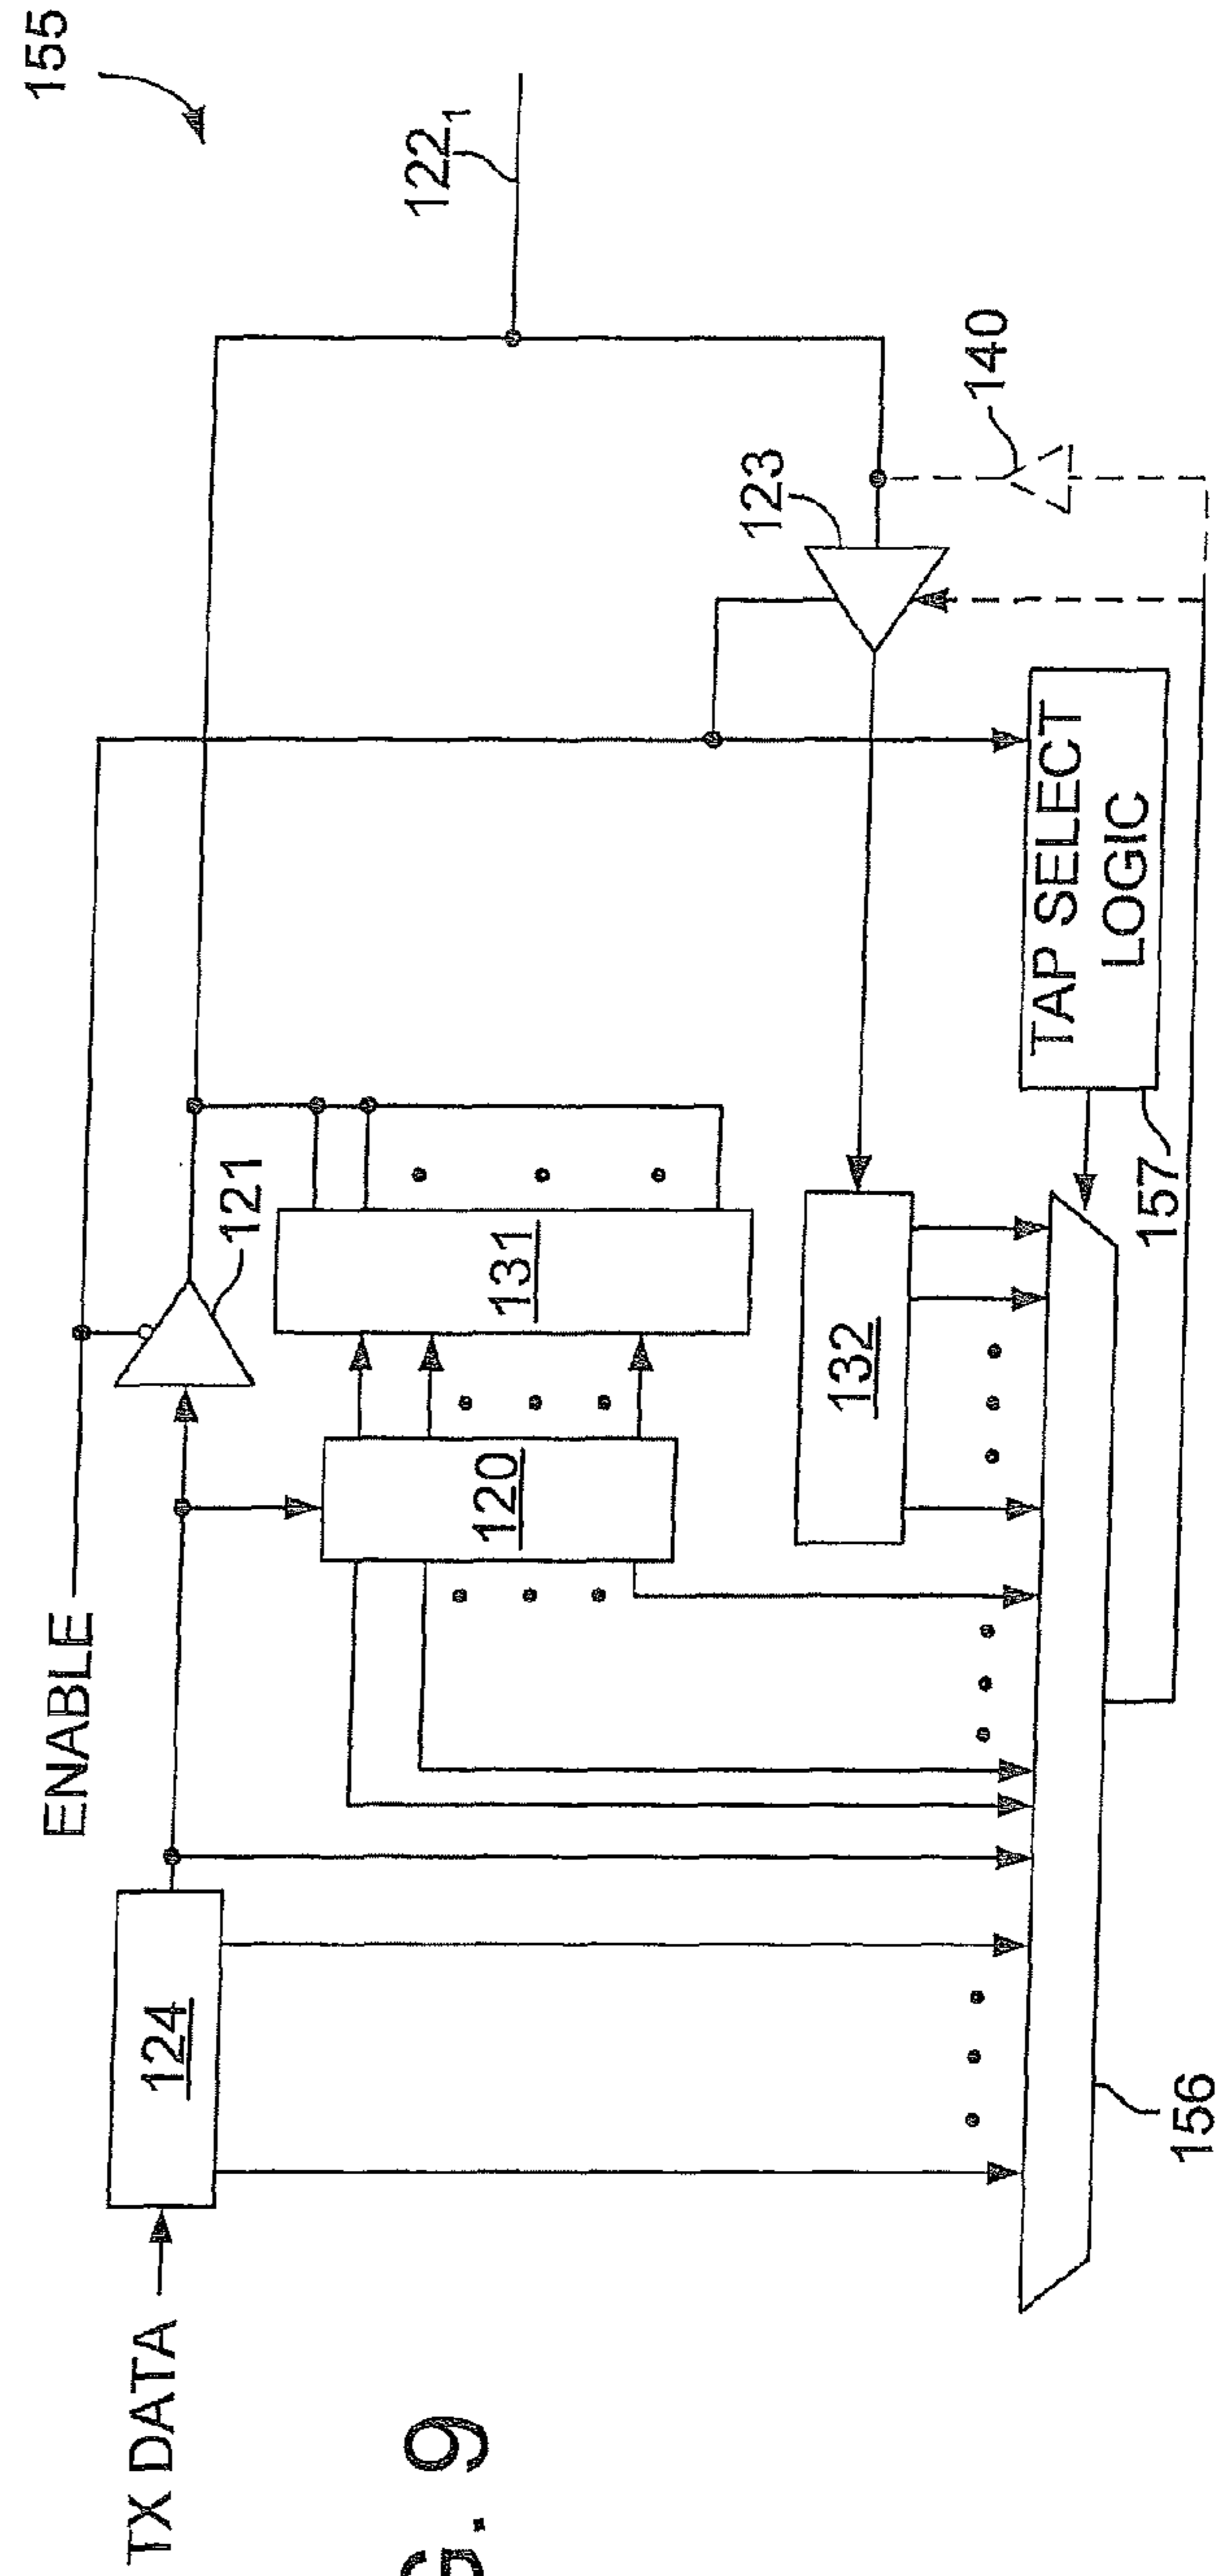 155
ENABLE
122₁
TX DATA
124
121
120
131
123
140
132
TAP SELECT
LOGIC
157
156
G. 9